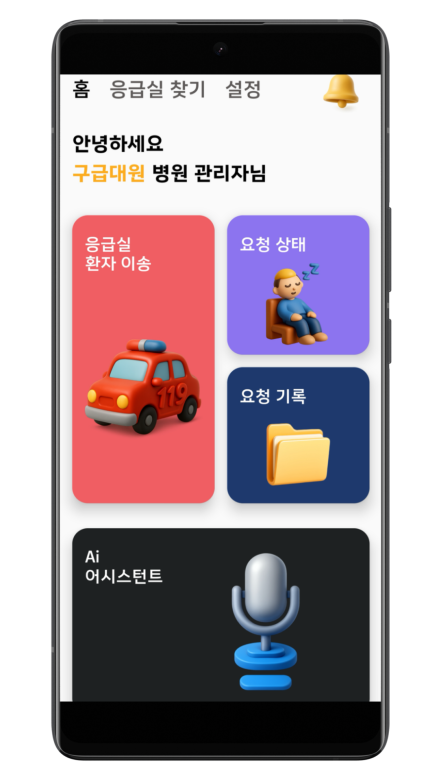 홈 응급실 찾기 설정
안녕하세요
구급대원 병원 관리자님
응급실
환자 이송
요청 상태
119
요청 기록
Ai
어시스턴트